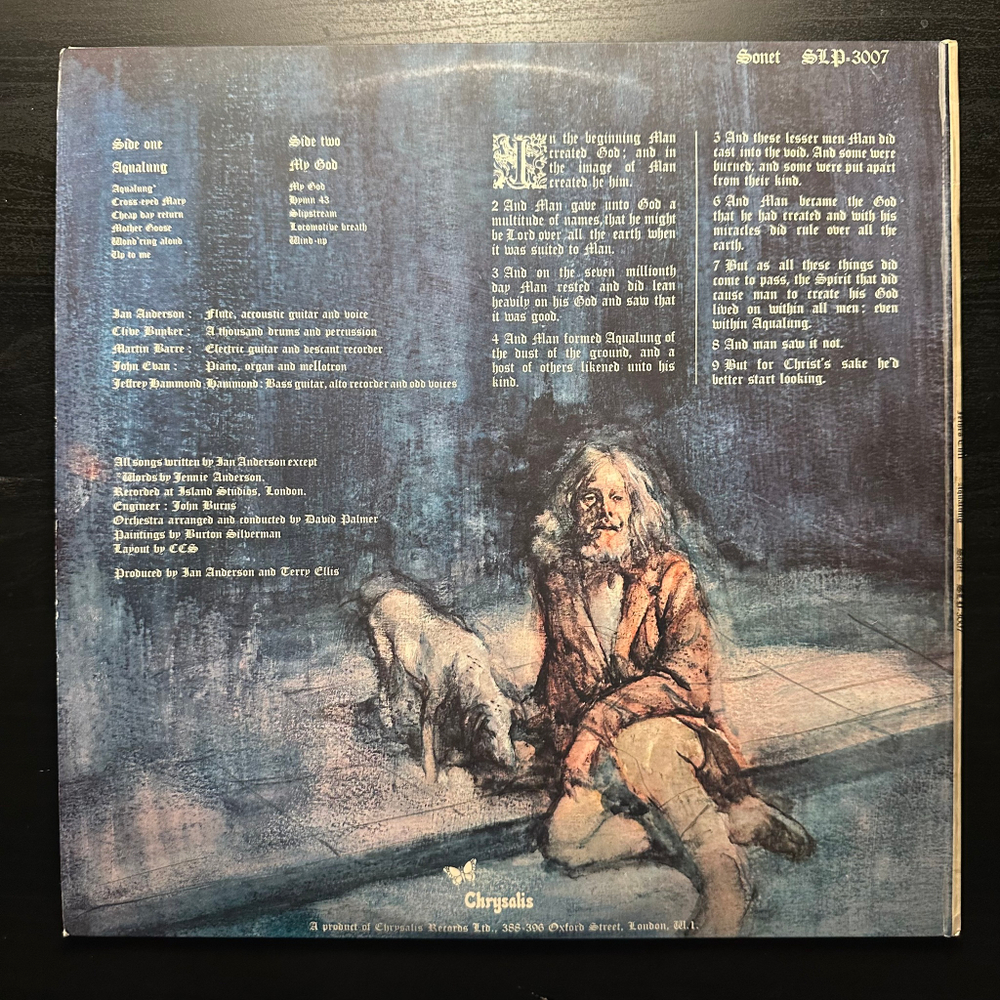 Sonet SLP-3007
Side one
Aqualung
Aqualung*
Cross-eyed Mary
Cheap day return
Mother Goose
Wond'ring aloud
Up to me
Side two
My God
My God
Hymn 43
Slipstream
Locomotive breath
Wind-up
Ian Anderson : Flute, accoustic guitar and voice
Clive Bunker : A thousand drums and percussion
Martin Barre : Electric guitar and descant recorder
John Evan : Piano, organ and mellotron
Jeffrey Hammond-Hammond : Bass guitar, alto recorder and odd voices
All songs written by Ian Anderson except
*Words by Jennie Anderson.
Recorded at Island Studios, London.
Engineer : John Burns
Orchestra arranged and conducted by David Palmer
Paintings by Burton Silverman
Layout by CCS
Produced by Ian Anderson and Terry Ellis
In the beginning Man
created God; and in
the image of Man
created he him.
2 And Man gave unto God a
multitude of names, that he might
be Lord over all the earth when
it was suited to Man.
3 And on the seven millionth
day Man rested and did lean
heavily on his God and saw that
it was good.
4 And Man formed Aqualung of
the dust of the ground, and a
host of others likened unto his
kind.
5 And these lesser men Man did
cast into the void. And some were
burned; and some were put apart
from their kind.
6 And Man became the God
that he had created and with his
miracles did rule over all the
earth.
7 But as all these things did
come to pass, the Spirit that did
cause man to create his God
lived on within all men: even
within Aqualung.
8 And man saw it not.
9 But for Christ's sake he'd
better start looking.
Chrysalis
A product of Chrysalis Records Ltd., 388-396 Oxford Street, London, W.1.